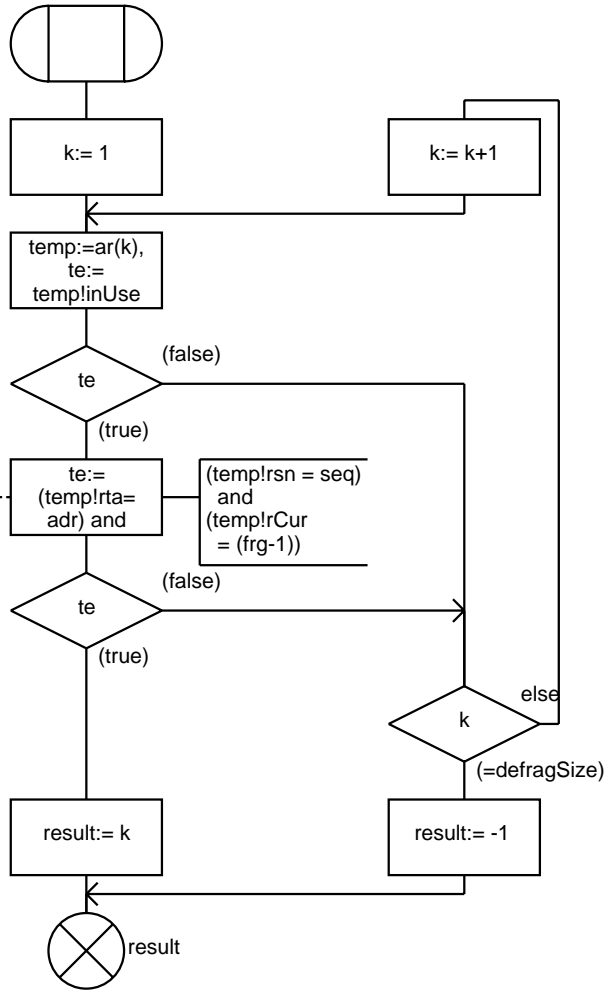 k:= 1
k:= k+1
temp:=ar(k),
te:=
temp!inUse
(false)
te
(true)
te:=
(temp!rta=
adr) and
(temp!rsn = seq)
and
(temp!rCur
= (frg-1))
(false)
te
(true)
else
k
(=defragSize)
result:= k
result:= -1
result